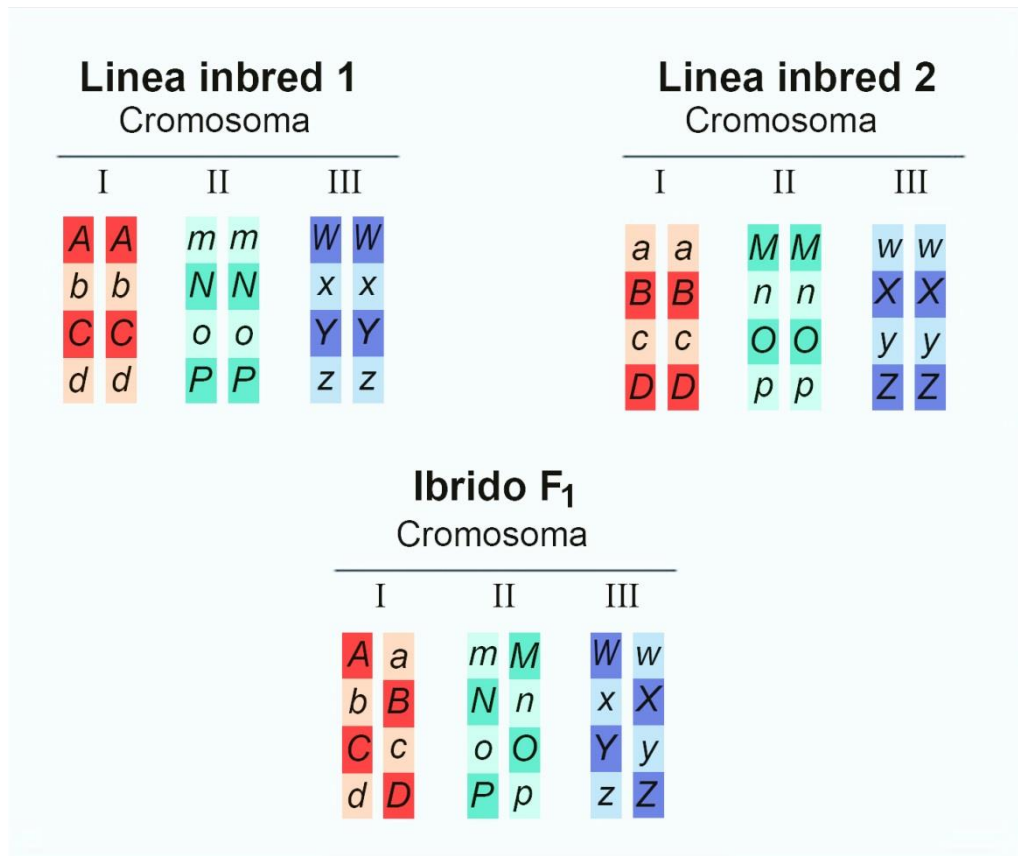 Linea inbred 1
Cromosoma
I II III
A A m m W W
b b N N x x
C C o o Y Y
d d P P z z
Linea inbred 2
Cromosoma
I II III
a a M M w w
B B n n X X
c c O O y y
D D p p Z Z
Ibrido F₁
Cromosoma
I II III
A a m M W w
b B N n x X
C c o O Y y
d D P p z Z